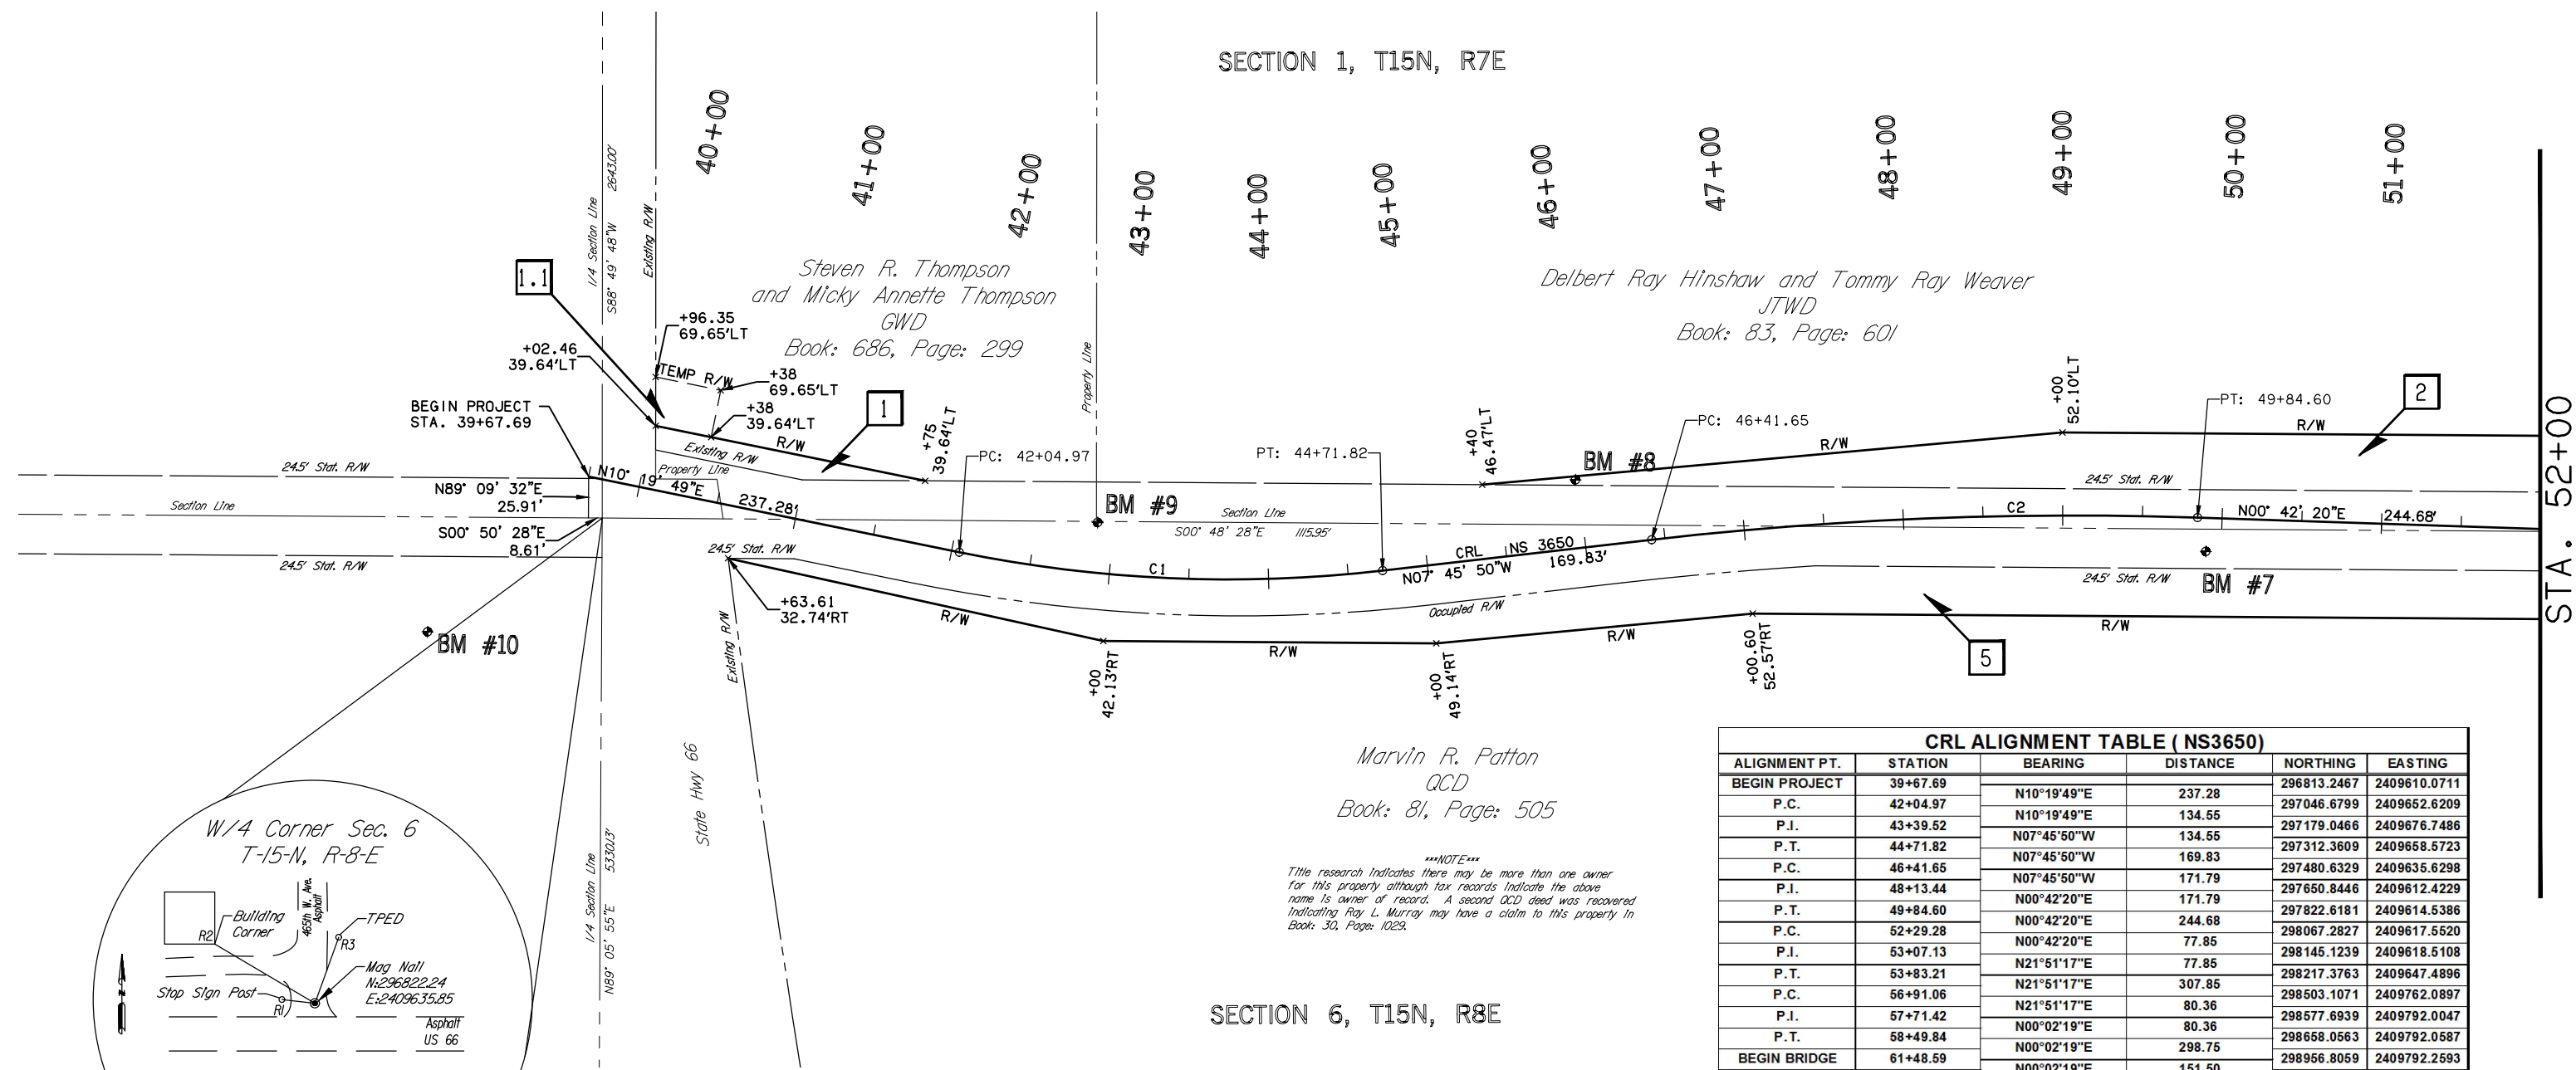 SECTION 1, T15N, R7E
40+00
41+00
42+00
43+00
44+00
45+00
46+00
47+00
48+00
49+00
50+00
51+00
STA. 52+00
1/4 Section Line
S88° 49' 48"W 2643.00'
Existing R/W
Property Line
1.1
Steven R. Thompson
and Micky Annette Thompson
GWD
Book: 686, Page: 299
Delbert Ray Hinshaw and Tommy Ray Weaver
JTWD
Book: 83, Page: 601
+96.35
69.65'LT
+02.46
39.64'LT
TEMP R/W
+38
69.65'LT
+38
39.64'LT
BEGIN PROJECT
STA. 39+67.69
1
R/W
Existing R/W
Property Line
+75
39.64'LT
PC: 42+04.97
PT: 44+71.82
+40
46.47'LT
BM #8
R/W
PC: 46+41.65
+00
52.10'LT
PT: 49+84.60
R/W
2
24.5' Stat. R/W
N89° 09' 32"E
25.91'
N10° 19' 49"E
237.28'
Section Line
S00° 50' 28"E
8.61'
24.5' Stat. R/W
24.5' Stat. R/W
BM #9
Section Line
S00° 48' 28"E 1115.95'
C1
CRL NS 3650
N07° 45' 50"W 169.83'
C2
N00° 42' 20"E 244.68'
24.5' Stat. R/W
24.5' Stat. R/W
BM #7
Occupied R/W
+63.61
32.74'RT
R/W
Existing R/W
+00
42.13'RT
R/W
+00
49.14'RT
R/W
+00.60
52.57'RT
R/W
5
BM #10
State Hwy 66
1/4 Section Line
N89° 05' 55"E 5330.13'
Marvin R. Patton
QCD
Book: 81, Page: 505
***NOTE***
Title research indicates there may be more than one owner
for this property although tax records indicate the above
name is owner of record. A second QCD deed was recovered
indicating Ray L. Murray may have a claim to this property in
Book: 30, Page: 1029.
SECTION 6, T15N, R8E
W/4 Corner Sec. 6
T-15-N, R-8-E
Building
Corner
465th W. Ave.
Asphalt
TPED
R2
R3
Mag Nail
N:296822.24
E:2409635.85
Stop Sign Post
R1
Asphalt
US 66
CRL ALIGNMENT TABLE ( NS3650)
ALIGNMENT PT. STATION BEARING DISTANCE NORTHING EASTING
BEGIN PROJECT 39+67.69 296813.2467 2409610.0711
N10°19'49"E 237.28
P.C. 42+04.97 297046.6799 2409652.6209
N10°19'49"E 134.55
P.I. 43+39.52 297179.0466 2409676.7486
N07°45'50"W 134.55
P.T. 44+71.82 297312.3609 2409658.5723
N07°45'50"W 169.83
P.C. 46+41.65 297480.6329 2409635.6298
N07°45'50"W 171.79
P.I. 48+13.44 297650.8446 2409612.4229
N00°42'20"E 171.79
P.T. 49+84.60 297822.6181 2409614.5386
N00°42'20"E 244.68
P.C. 52+29.28 298067.2827 2409617.5520
N00°42'20"E 77.85
P.I. 53+07.13 298145.1239 2409618.5108
N21°51'17"E 77.85
P.T. 53+83.21 298217.3763 2409647.4896
N21°51'17"E 307.85
P.C. 56+91.06 298503.1071 2409762.0897
N21°51'17"E 80.36
P.I. 57+71.42 298577.6939 2409792.0047
N00°02'19"E 80.36
P.T. 58+49.84 298658.0563 2409792.0587
N00°02'19"E 298.75
BEGIN BRIDGE 61+48.59 298956.8059 2409792.2593
N00°02'19"E 151.50